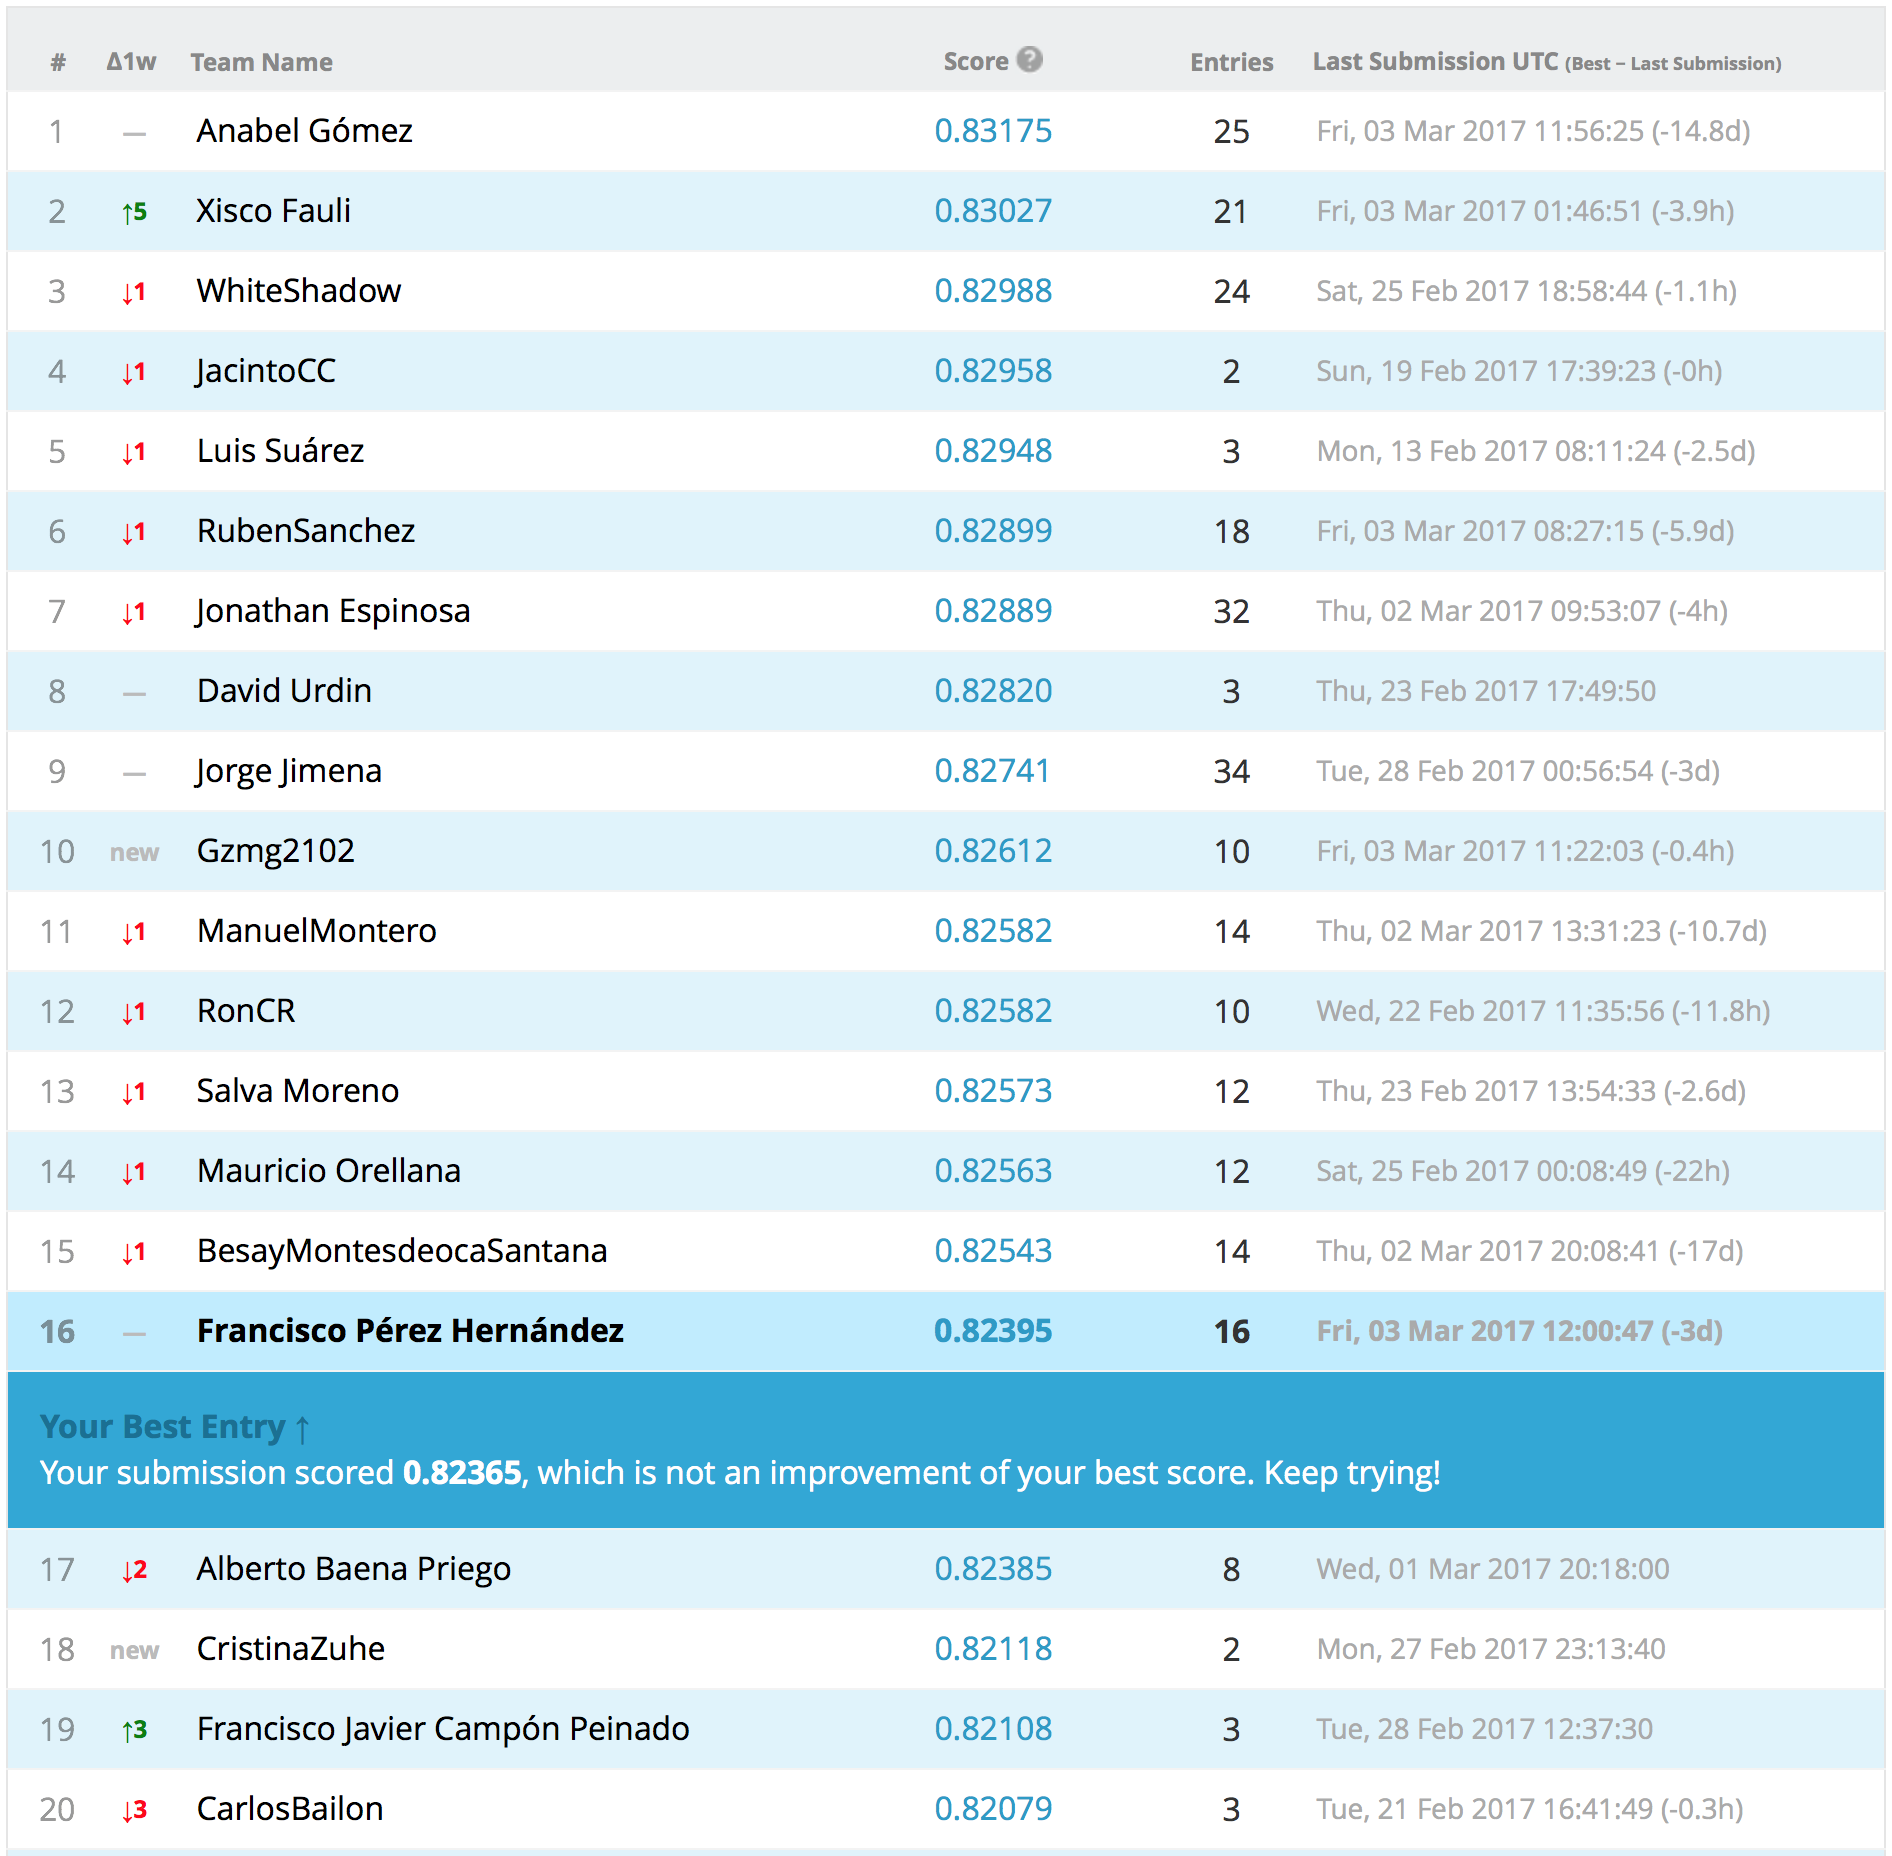 # Δ1w Team Name Score ? Entries Last Submission UTC (Best − Last Submission)
1 — Anabel Gómez 0.83175 25 Fri, 03 Mar 2017 11:56:25 (-14.8d)
2 ↑5 Xisco Fauli 0.83027 21 Fri, 03 Mar 2017 01:46:51 (-3.9h)
3 ↓1 WhiteShadow 0.82988 24 Sat, 25 Feb 2017 18:58:44 (-1.1h)
4 ↓1 JacintoCC 0.82958 2 Sun, 19 Feb 2017 17:39:23 (-0h)
5 ↓1 Luis Suárez 0.82948 3 Mon, 13 Feb 2017 08:11:24 (-2.5d)
6 ↓1 RubenSanchez 0.82899 18 Fri, 03 Mar 2017 08:27:15 (-5.9d)
7 ↓1 Jonathan Espinosa 0.82889 32 Thu, 02 Mar 2017 09:53:07 (-4h)
8 — David Urdin 0.82820 3 Thu, 23 Feb 2017 17:49:50
9 — Jorge Jimena 0.82741 34 Tue, 28 Feb 2017 00:56:54 (-3d)
10 new Gzmg2102 0.82612 10 Fri, 03 Mar 2017 11:22:03 (-0.4h)
11 ↓1 ManuelMontero 0.82582 14 Thu, 02 Mar 2017 13:31:23 (-10.7d)
12 ↓1 RonCR 0.82582 10 Wed, 22 Feb 2017 11:35:56 (-11.8h)
13 ↓1 Salva Moreno 0.82573 12 Thu, 23 Feb 2017 13:54:33 (-2.6d)
14 ↓1 Mauricio Orellana 0.82563 12 Sat, 25 Feb 2017 00:08:49 (-22h)
15 ↓1 BesayMontesdeocaSantana 0.82543 14 Thu, 02 Mar 2017 20:08:41 (-17d)
16 — Francisco Pérez Hernández 0.82395 16 Fri, 03 Mar 2017 12:00:47 (-3d)
Your Best Entry ↑
Your submission scored 0.82365, which is not an improvement of your best score. Keep trying!
17 ↓2 Alberto Baena Priego 0.82385 8 Wed, 01 Mar 2017 20:18:00
18 new CristinaZuhe 0.82118 2 Mon, 27 Feb 2017 23:13:40
19 ↑3 Francisco Javier Campón Peinado 0.82108 3 Tue, 28 Feb 2017 12:37:30
20 ↓3 CarlosBailon 0.82079 3 Tue, 21 Feb 2017 16:41:49 (-0.3h)